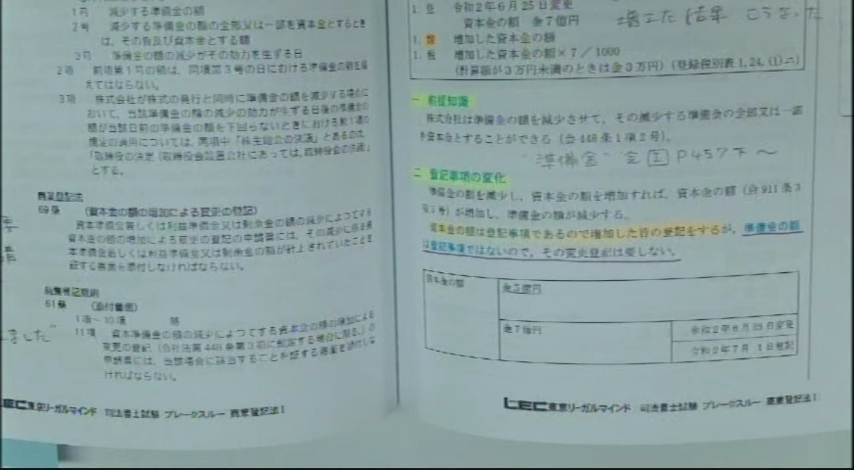 1号 減少する準備金の額
2号 減少する準備金の額の全部又は一部を資本金とするとき
は、その旨及び資本金とする額
3号 準備金の額の減少がその効力を生ずる日
2項 前項第1号の額は、同項第3号の日における準備金の額を超
えてはならない。
3項 株式会社が株式の発行と同時に準備金の額を減少する場合に
おいて、当該準備金の額の減少の効力が生ずる日後の準備金の
額が当該日前の準備金の額を下回らないときにおける第1項の
規定の適用については、同項中「株主総会の決議」とあるのは、
「取締役の決定(取締役会設置会社にあっては、取締役会の決議)」
とする。
商業登記法
69条 (資本金の額の増加による変更の登記)
資本準備金若しくは利益準備金又は剰余金の額の減少によってする
資本金の額の増加による変更の登記の申請書には、その減少に係る資
本準備金若しくは利益準備金又は剰余金の額が計上されていたことを
証する書面を添付しなければならない。
商業登記規則
61条 (添付書面)
1項~10項 略
11項 資本準備金の額の減少によってする資本金の額の増加による
変更の登記(会社法第448条第3項に規定する場合に限る。)の
申請書には、当該場合に該当することを証する書面を添付しな
ければならない。
ました"
LEC東京リーガルマインド 司法書士試験 ブレークスルー 商業登記法Ⅰ
1. 登 令和2年6月25日変更
資本金の額 金7億円
増えた結果 こうなった
1. 課 増加した資本金の額
1. 税 増加した資本金の額×7/1000
(計算額が3万円未満のときは金3万円)(登録税別表1.24.(1)ニ)
一 前提知識
株式会社は準備金の額を減少させて、その減少する準備金の全部又は一部
を資本金とすることができる(会448条1項2号)。
"準備金" 会 P457下~
二 登記事項の変化
準備金の額を減少し、資本金の額を増加すれば、資本金の額(会911条3
項5号)が増加し、準備金の額が減少する。
資本金の額は登記事項であるので増加した旨の登記をするが、準備金の額
は登記事項ではないので、その変更登記は要しない。
資本金の額 金5億円
金7億円 令和2年6月25日変更
令和2年7月1日登記
LEC東京リーガルマインド 司法書士試験 ブレークスルー 商業登記法Ⅰ